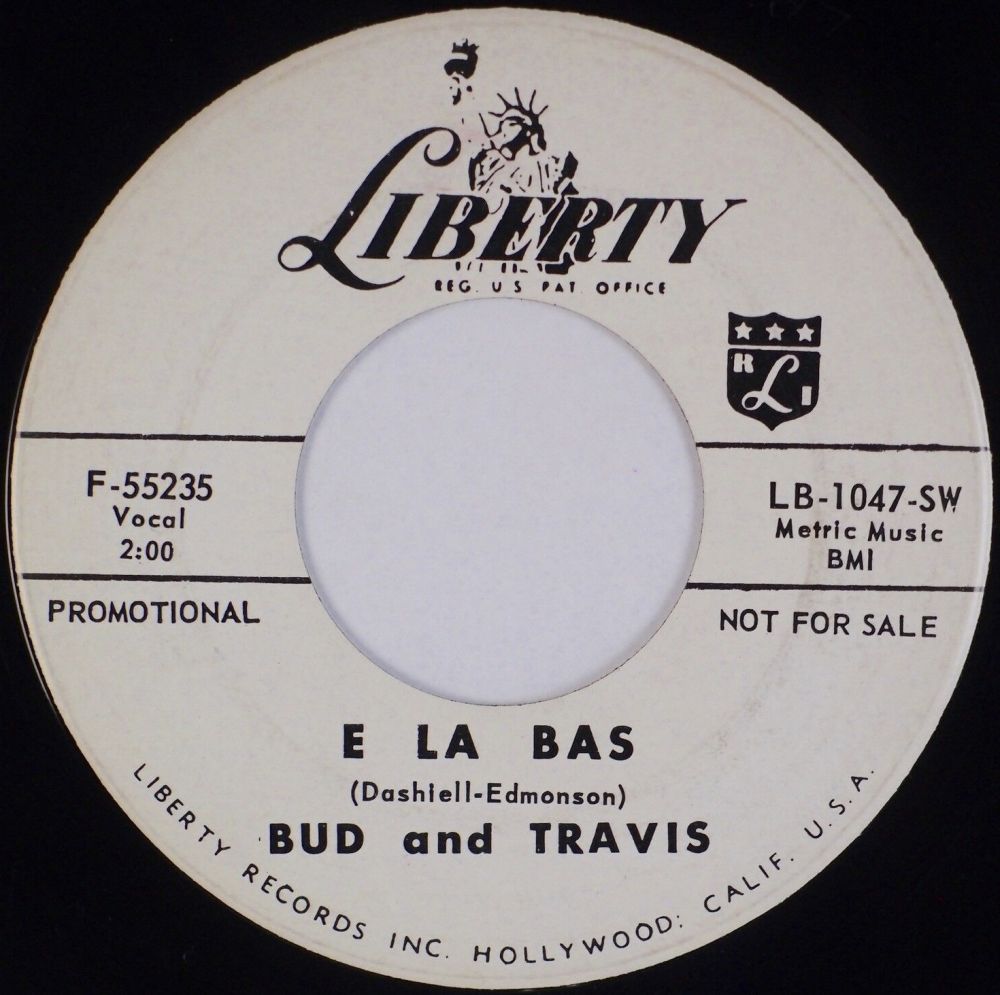 LIBERTY
REG. U S PAT. OFFICE
R L I
F-55235
Vocal
2:00
LB-1047-SW
Metric Music
BMI
PROMOTIONAL
NOT FOR SALE
E LA BAS
(Dashiell-Edmonson)
BUD and TRAVIS
LIBERTY RECORDS INC. HOLLYWOOD: CALIF. U.S.A.